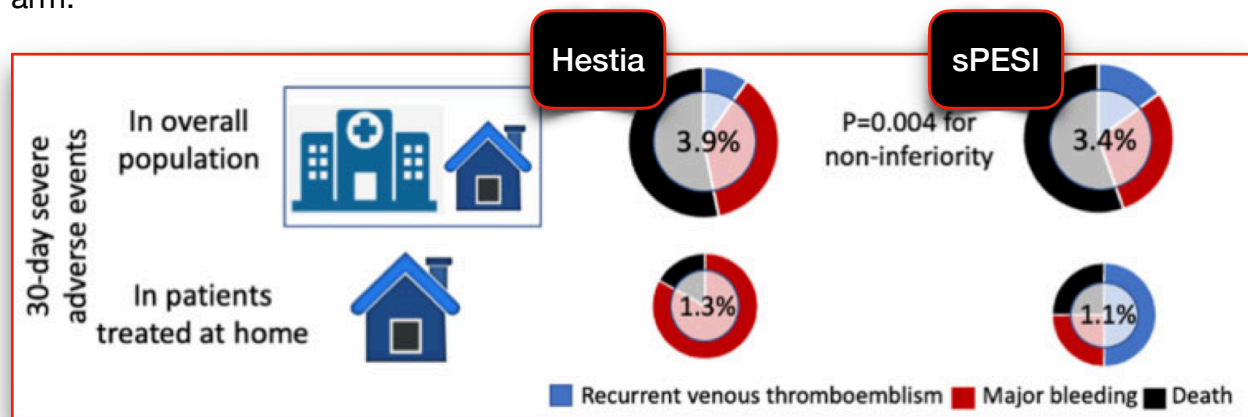 arm.
Hestia
sPESI
30-day severe
adverse events
In overall
population
3.9%
P=0.004 for
non-inferiority
3.4%
In patients
treated at home
1.3%
1.1%
Recurrent venous thromboemblism Major bleeding Death